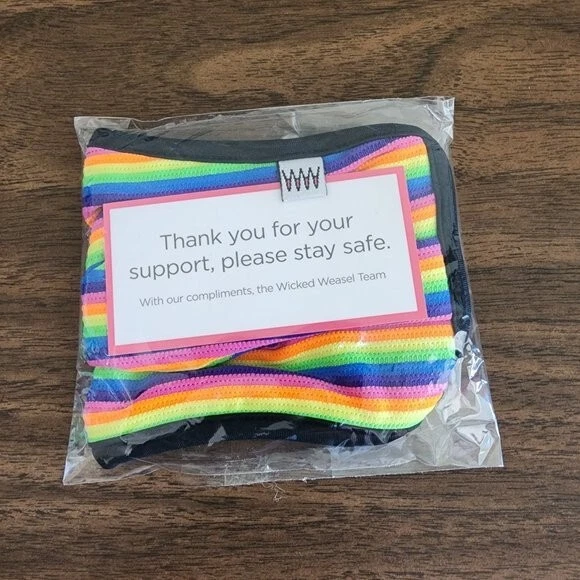 WW
Thank you for your
support, please stay safe.
With our compliments, the Wicked Weasel Team